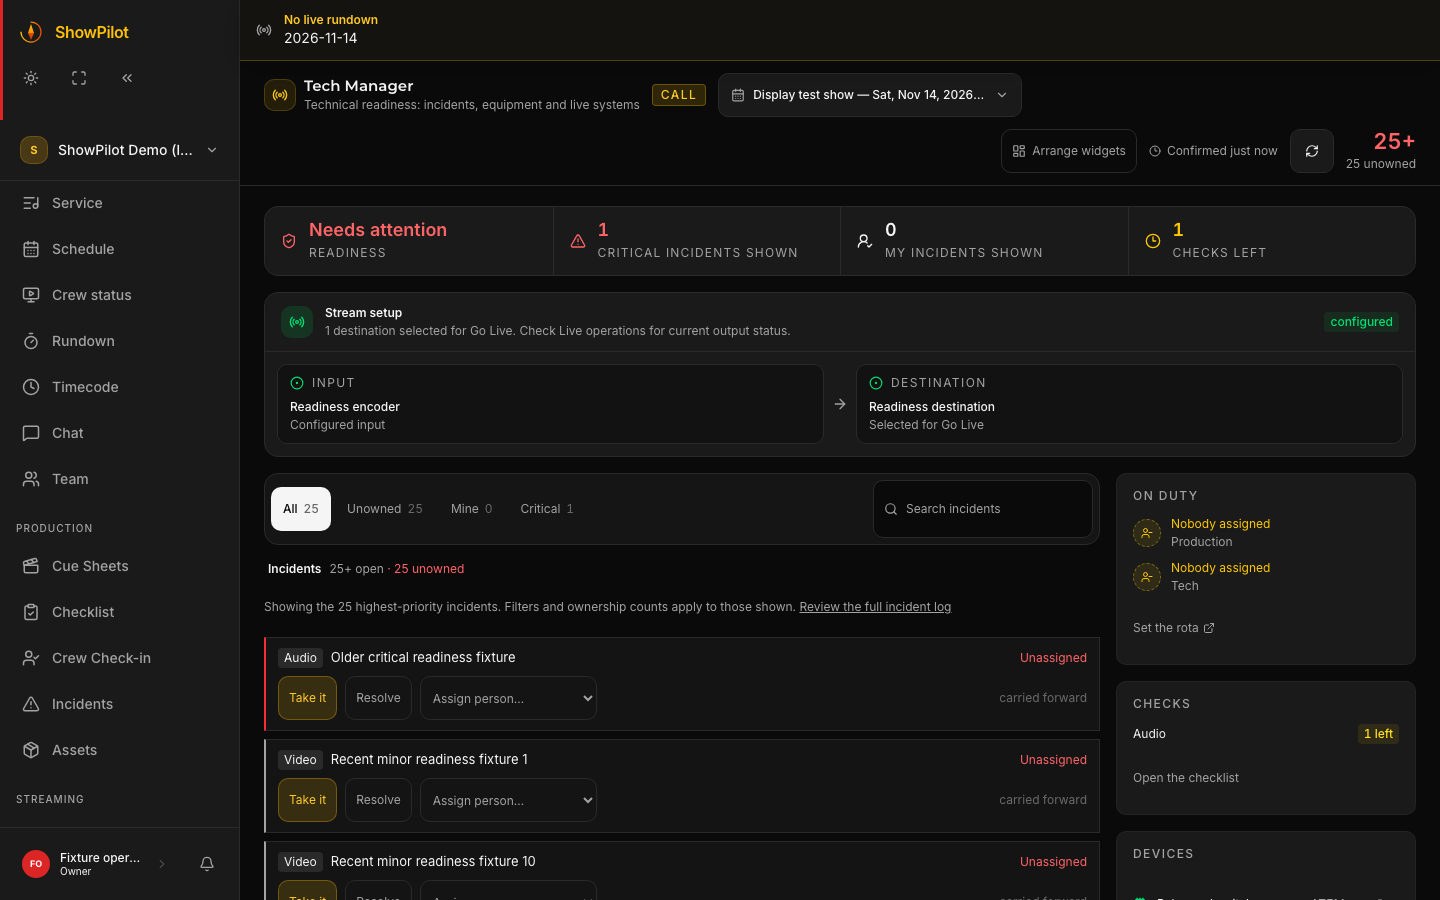 ShowPilot
S
ShowPilot Demo (I...
Service
Schedule
Crew status
Rundown
Timecode
Chat
Team
PRODUCTION
Cue Sheets
Checklist
Crew Check-in
Incidents
Assets
STREAMING
FO
Fixture oper...
Owner
No live rundown
2026-11-14
Tech Manager
Technical readiness: incidents, equipment and live systems
CALL
Display test show — Sat, Nov 14, 2026...
Arrange widgets
Confirmed just now
25+
25 unowned
Needs attention
READINESS
1
CRITICAL INCIDENTS SHOWN
0
MY INCIDENTS SHOWN
1
CHECKS LEFT
Stream setup
1 destination selected for Go Live. Check Live operations for current output status.
configured
INPUT
Readiness encoder
Configured input
DESTINATION
Readiness destination
Selected for Go Live
All 25
Unowned 25
Mine 0
Critical 1
Search incidents
Incidents 25+ open · 25 unowned
Showing the 25 highest-priority incidents. Filters and ownership counts apply to those shown. Review the full incident log
Audio Older critical readiness fixture
Unassigned
Take it
Resolve
Assign person...
carried forward
Video Recent minor readiness fixture 1
Unassigned
Take it
Resolve
Assign person...
carried forward
Video Recent minor readiness fixture 10
Unassigned
Take it
Resolve
Assign person...
carried forward
ON DUTY
Nobody assigned
Production
Nobody assigned
Tech
Set the rota
CHECKS
Audio
1 left
Open the checklist
DEVICES